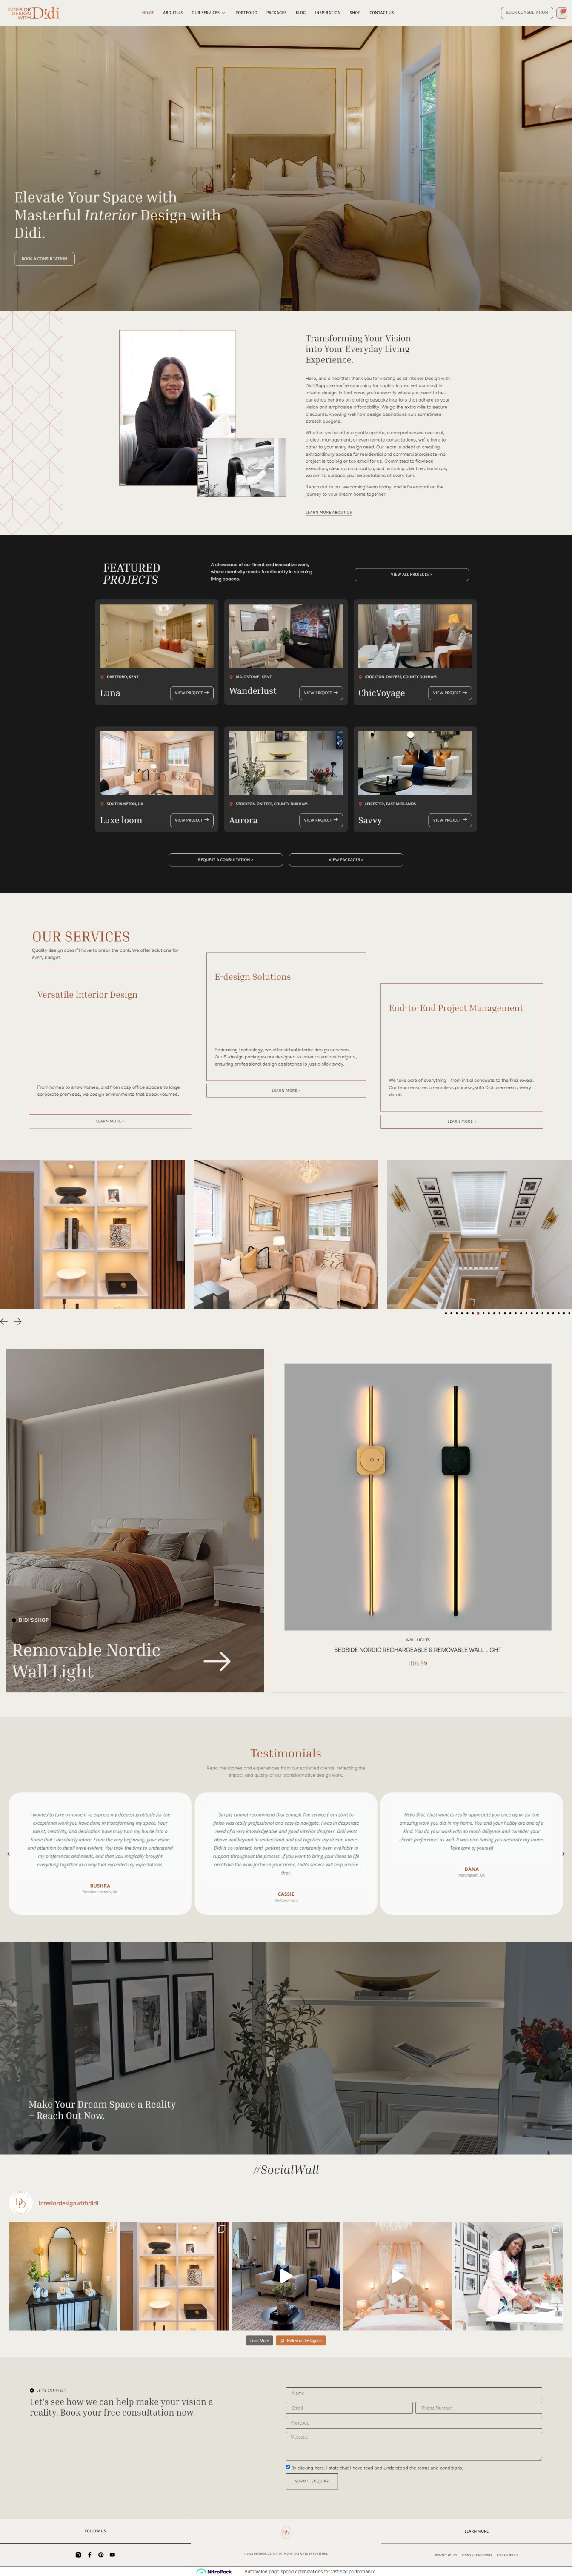 INTERIOR
DESIGN
WITH Didi
HOME ABOUT US OUR SERVICES PORTFOLIO PACKAGES BLOG INSPIRATION SHOP CONTACT US
BOOK CONSULTATION
Elevate Your Space with
Masterful Interior Design with
Didi.
BOOK A CONSULTATION
Transforming Your Vision
into Your Everyday Living
Experience.
Hello, and a heartfelt thank you for visiting us at Interior Design with
Didi! Suppose you're searching for sophisticated yet accessible
interior design. In that case, you're exactly where you need to be-
our ethos centres on crafting bespoke interiors that adhere to your
vision and emphasise affordability. We go the extra mile to secure
discounts, knowing well how design aspirations can sometimes
stretch budgets.
Whether you're after a gentle update, a comprehensive overhaul,
project management, or even remote consultations, we're here to
cater to your every design need. Our team is adept at creating
extraordinary spaces for residential and commercial projects -no
project is too big or too small for us. Committed to flawless
execution, clear communication, and nurturing client relationships,
we aim to surpass your expectations at every turn.
Reach out to our welcoming team today, and let's embark on the
journey to your dream home together.
LEARN MORE ABOUT US
FEATURED
PROJECTS
A showcase of our finest and innovative work,
where creativity meets functionality in stunning
living spaces.
VIEW ALL PROJECTS >
DARTFORD, KENT
Luna
VIEW PROJECT
MAIDSTONE, KENT
Wanderlust
VIEW PROJECT
STOCKTON-ON-TEES, COUNTY DURHAM
ChicVoyage
VIEW PROJECT
SOUTHAMPTON, UK
Luxe loom
VIEW PROJECT
STOCKTON-ON-TEES, COUNTY DURHAM
Aurora
VIEW PROJECT
LEICESTER, EAST-MIDLANDS
Savvy
VIEW PROJECT
REQUEST A CONSULTATION >
VIEW PACKAGES >
OUR SERVICES
Quality design doesn't have to break the bank. We offer solutions for
every budget.
Versatile Interior Design
From homes to show homes, and from cozy office spaces to large
corporate premises, we design environments that speak volumes.
LEARN MORE >
E-design Solutions
Embracing technology, we offer virtual interior design services.
Our E-design packages are designed to cater to various budgets,
ensuring professional design assistance is just a click away.
LEARN MORE >
End-to-End Project Management
We take care of everything - from initial concepts to the final reveal.
Our team ensures a seamless process, with Didi overseeing every
detail.
LEARN MORE >
DIDI'S SHOP
Removable Nordic
Wall Light
WALL LIGHTS
BEDSIDE NORDIC RECHARGEABLE & REMOVABLE WALL LIGHT
£104.99
Testimonials
Read the stories and experiences from our satisfied clients, reflecting the
impact and quality of our transformative design work.
I wanted to take a moment to express my deepest gratitude for the
exceptional work you have done in transforming my space. Your
talent, creativity, and dedication have truly turn my house into a
home that I absolutely adore. From the very beginning, your vision
and attention to detail were evident. You took the time to understand
my preferences and needs, and then you magically brought
everything together in a way that exceeded my expectations.
BUSHRA
Stockton-on-tees, UK
Simply cannot recommend Didi enough.The service from start to
finish was really professional and easy to navigate. I was in desperate
need of a one of a kind home and Didi's work stood out. She went
above and beyond to understand and put together my dream home.
Didi is so talented, kind, patient and has constantly been available to
support throughout the process. If you want to bring your ideas to life
and have the wow factor in your home, Didi's service will help realise
that.
CASSIE
Dartford, Kent
Hello Didi, I just want to really appreciate you once again for the
amazing work you did in my home. You and your hubby are one of a
kind. You do your work with so much diligence and consider your
clients preferences as well. It was also nice having you decorate my home.
Take care of yourself
DANA
Nottingham, UK
Make Your Dream Space a Reality
– Reach Out Now.
#SocialWall
interiordesignwithdidi
Load More
Follow on Instagram
LET'S CONNECT
Let's see how we can help make your vision a
reality. Book your free consultation now.
Name
Email
Phone Number
Postcode
Message
By clicking here, I state that I have read and understood the terms and conditions.
SUBMIT ENQUIRY
FOLLOW US
LEARN MORE
PRIVACY POLICY TERMS & CONDITIONS RETURN POLICY
NitroPack Automated page speed optimizations for fast site performance